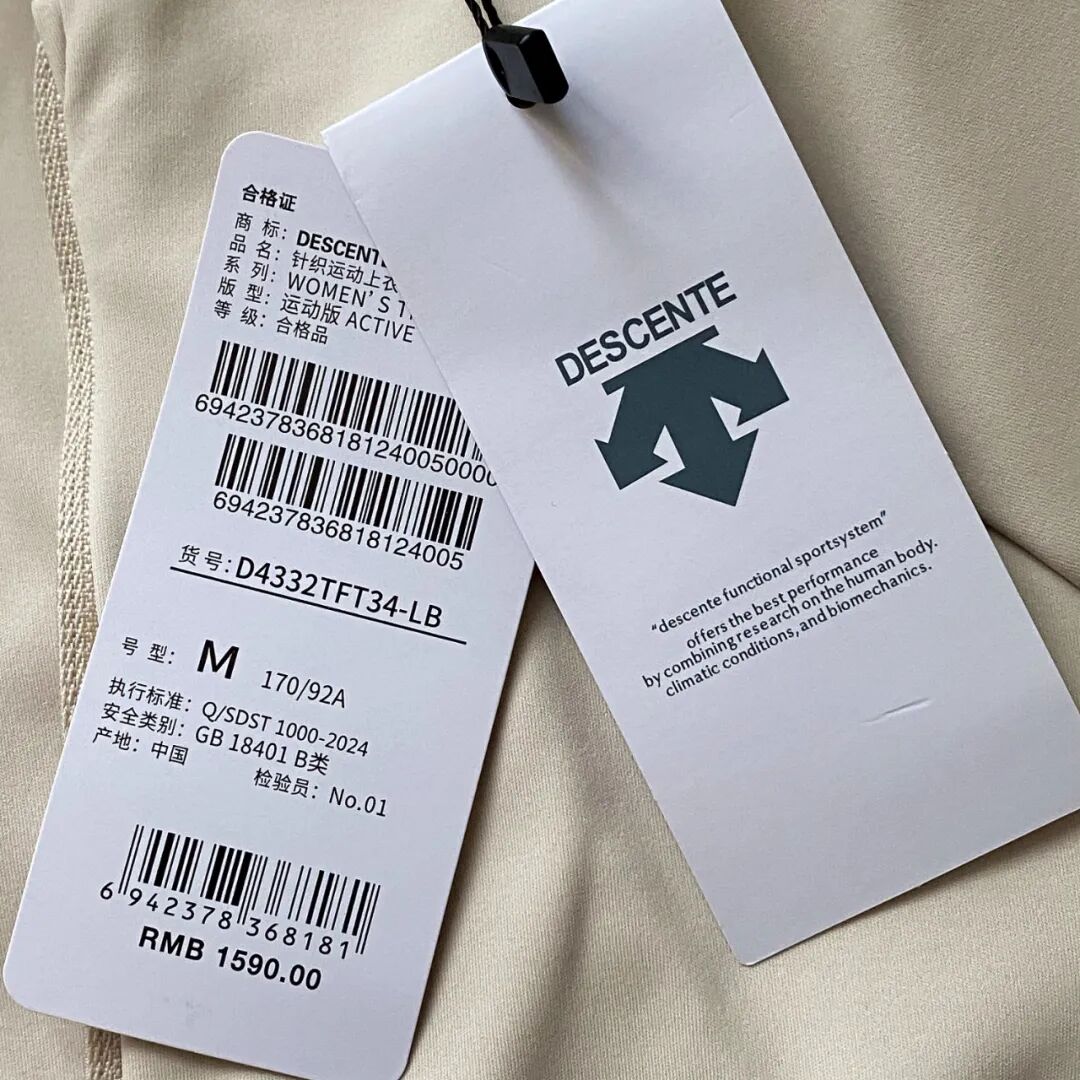 合格证
商 标: DESCENTE
品 名: 针织运动上衣
系 列: WOMEN'S
版 型: 运动版 ACTIVE
等 级: 合格品
69423783681812400500
694237836818124005
货 号: D4332TFT34-LB
号 型: M 170/92A
执行标准: Q/SDST 1000-2024
安全类别: GB 18401 B类
产地: 中国
检验员: No.01
6 942378 368181
RMB 1590.00
DESCENTE
"descente functional sportsystem"
offers the best performance
by combining research on the human body.
climatic conditions, and biomechanics.